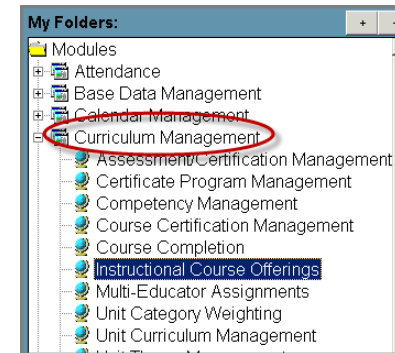 My Folders:
+ -
Modules
Attendance
Base Data Management
Calendar Management
Curriculum Management
Assessment/Certification Management
Certificate Program Management
Competency Management
Course Certification Management
Course Completion
Instructional Course Offerings
Multi-Educator Assignments
Unit Category Weighting
Unit Curriculum Management